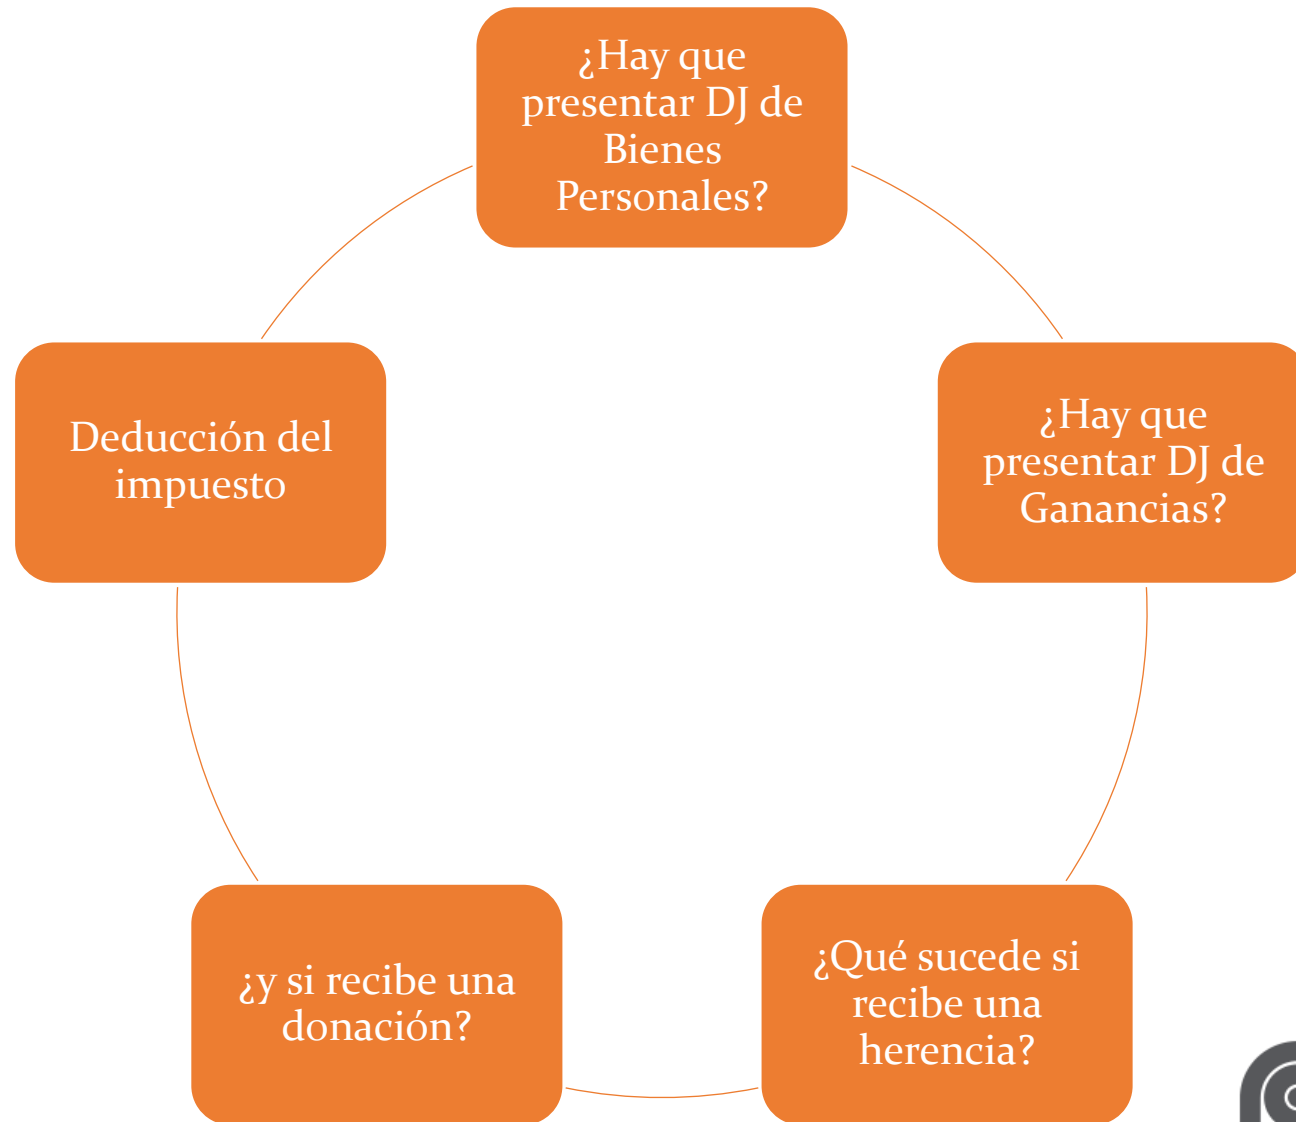 ¿Hay que
presentar DJ de
Bienes
Personales?
¿Hay que
presentar DJ de
Ganancias?
¿Qué sucede si
recibe una
herencia?
¿y si recibe una
donación?
Deducción del
impuesto